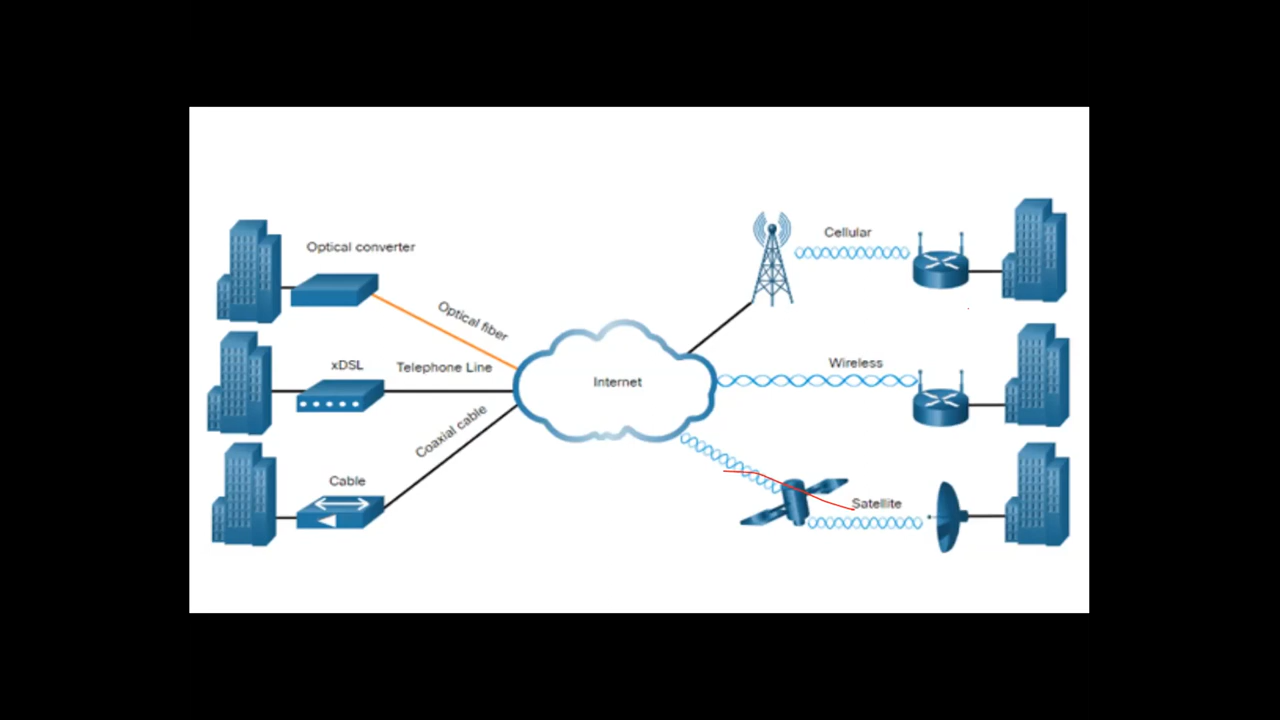 Optical converter
Optical fiber
xDSL
Telephone Line
Coaxial cable
Cable
Internet
Cellular
Wireless
Satellite